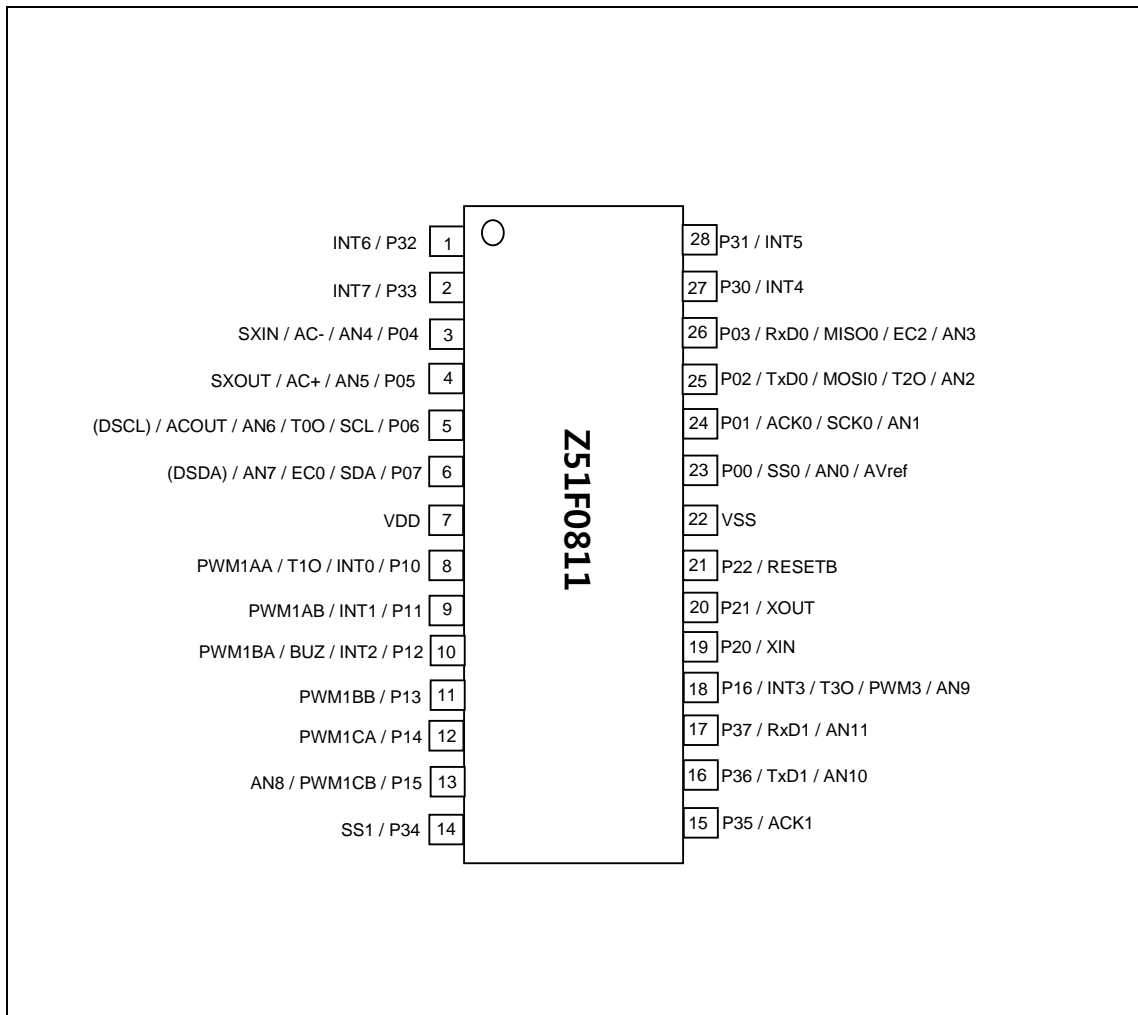 INT6 / P32 1
INT7 / P33 2
SXIN / AC- / AN4 / P04 3
SXOUT / AC+ / AN5 / P05 4
(DSCL) / ACOUT / AN6 / T0O / SCL / P06 5
(DSDA) / AN7 / EC0 / SDA / P07 6
VDD 7
PWM1AA / T1O / INT0 / P10 8
PWM1AB / INT1 / P11 9
PWM1BA / BUZ / INT2 / P12 10
PWM1BB / P13 11
PWM1CA / P14 12
AN8 / PWM1CB / P15 13
SS1 / P34 14
Z51F0811
28 P31 / INT5
27 P30 / INT4
26 P03 / RxD0 / MISO0 / EC2 / AN3
25 P02 / TxD0 / MOSI0 / T2O / AN2
24 P01 / ACK0 / SCK0 / AN1
23 P00 / SS0 / AN0 / AVref
22 VSS
21 P22 / RESETB
20 P21 / XOUT
19 P20 / XIN
18 P16 / INT3 / T3O / PWM3 / AN9
17 P37 / RxD1 / AN11
16 P36 / TxD1 / AN10
15 P35 / ACK1